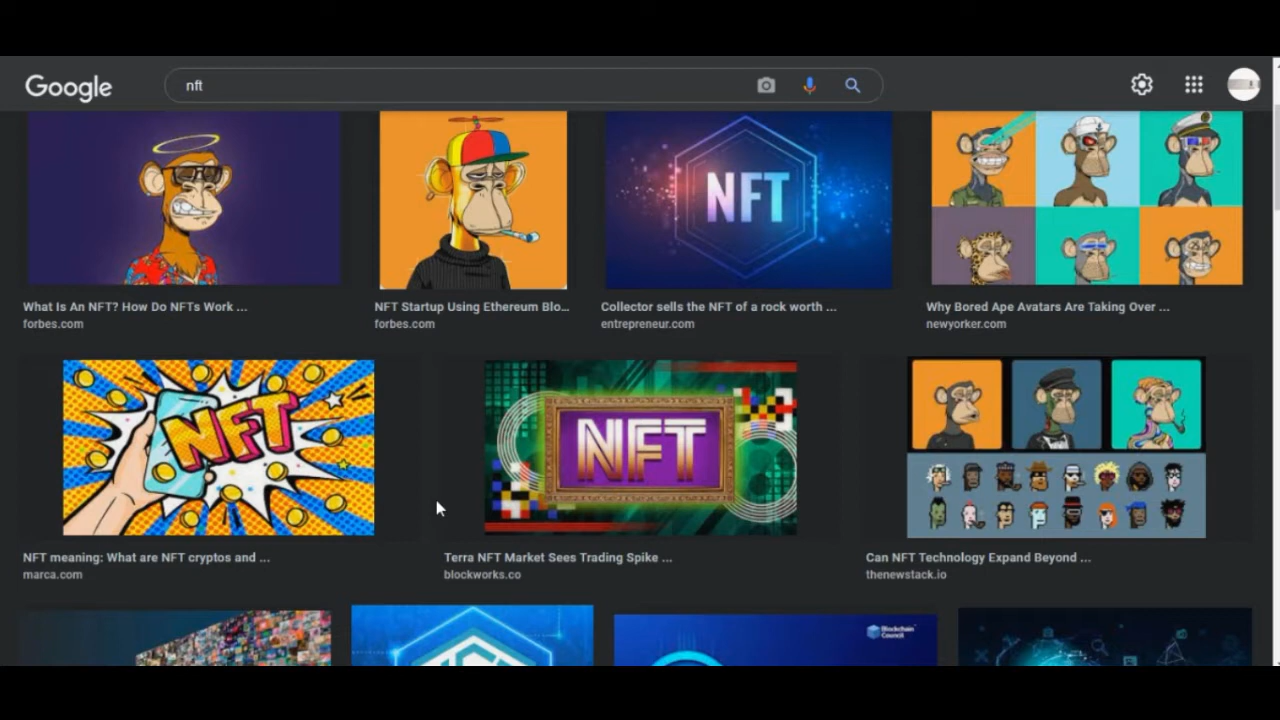 Google
nft
NFT
What Is An NFT? How Do NFTs Work ...
forbes.com
NFT Startup Using Ethereum Blo...
forbes.com
Collector sells the NFT of a rock worth ...
entrepreneur.com
Why Bored Ape Avatars Are Taking Over ...
newyorker.com
NFT
NFT
NFT meaning: What are NFT cryptos and ...
marca.com
Terra NFT Market Sees Trading Spike ...
blockworks.co
Can NFT Technology Expand Beyond ...
thenewstack.io
Blockchain
Council